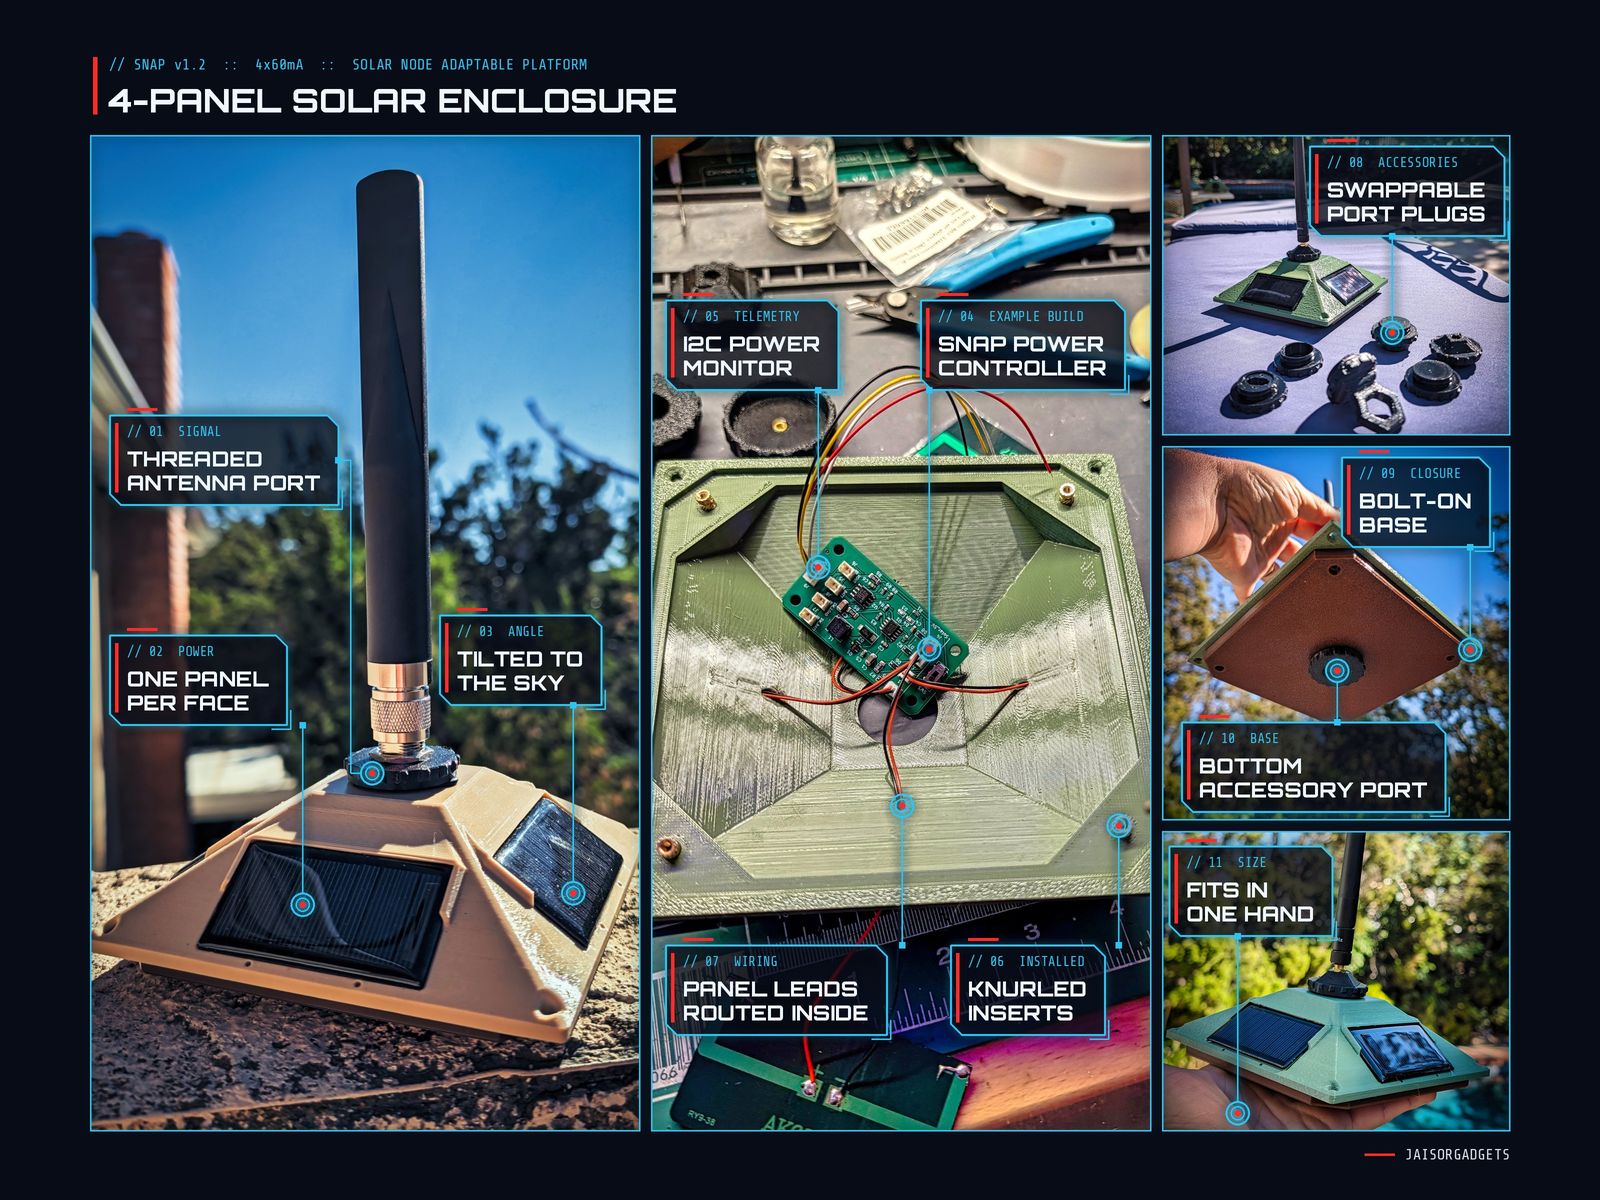 // SNAP v1.2 :: 4x60mA :: SOLAR NODE ADAPTABLE PLATFORM
4-PANEL SOLAR ENCLOSURE
// 01 SIGNAL
THREADED
ANTENNA PORT
// 02 POWER
ONE PANEL
PER FACE
// 03 ANGLE
TILTED TO
THE SKY
// 05 TELEMETRY
I2C POWER
MONITOR
// 04 EXAMPLE BUILD
SNAP POWER
CONTROLLER
// 07 WIRING
PANEL LEADS
ROUTED INSIDE
// 06 INSTALLED
KNURLED
INSERTS
2
3
4
// 08 ACCESSORIES
SWAPPABLE
PORT PLUGS
// 09 CLOSURE
BOLT-ON
BASE
// 10 BASE
BOTTOM
ACCESSORY PORT
// 11 SIZE
FITS IN
ONE HAND
JAISORGADGETS